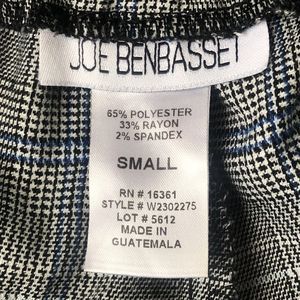 JOE BENBASSET
65% POLYESTER
33% RAYON
2% SPANDEX
SMALL
RN # 16361
STYLE # W2302275
LOT # 5612
MADE IN
GUATEMALA